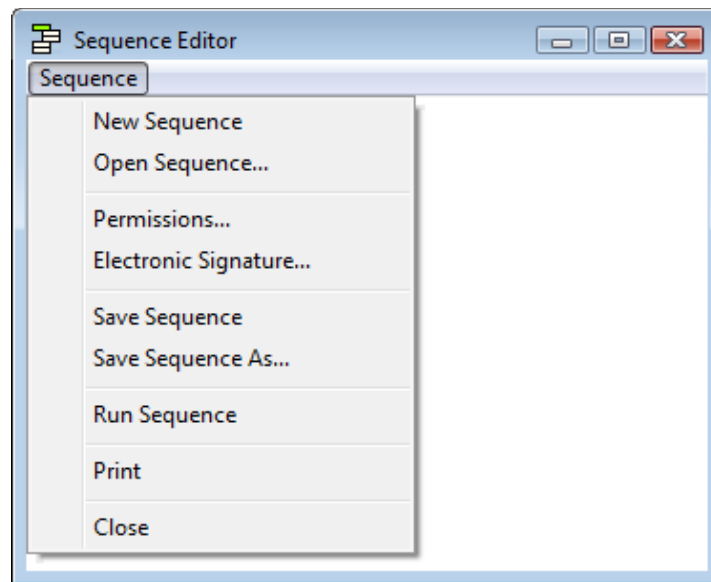 Sequence Editor
Sequence
New Sequence
Open Sequence...
Permissions...
Electronic Signature...
Save Sequence
Save Sequence As...
Run Sequence
Print
Close